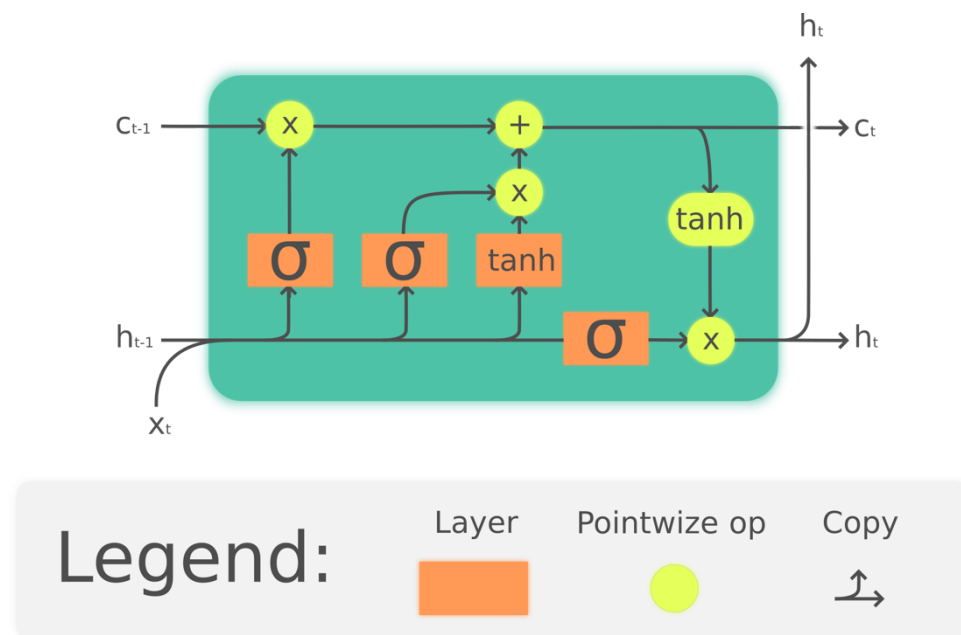 ht
ct-1
x
+
ct
x
tanh
σ
σ
tanh
ht-1
σ
x
ht
xt
Legend:
Layer
Pointwize op
Copy